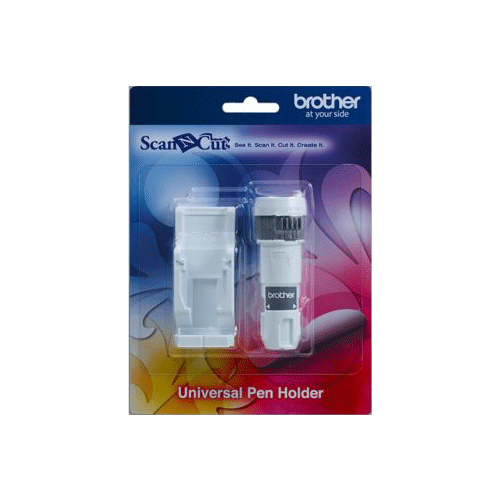 brother
at your side
ScanNCut
See it. Scan it. Cut it. Create it.
brother
Universal Pen Holder